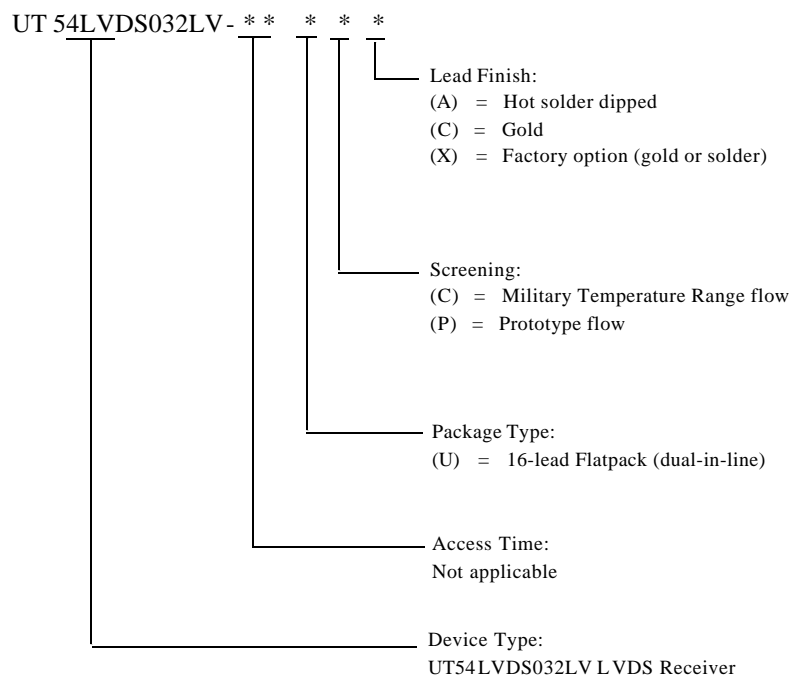 UT 54LVDS032LV- * * * * *
Lead Finish:
(A) = Hot solder dipped
(C) = Gold
(X) = Factory option (gold or solder)
Screening:
(C) = Military Temperature Range flow
(P) = Prototype flow
Package Type:
(U) = 16-lead Flatpack (dual-in-line)
Access Time:
Not applicable
Device Type:
UT54LVDS032LV LVDS Receiver